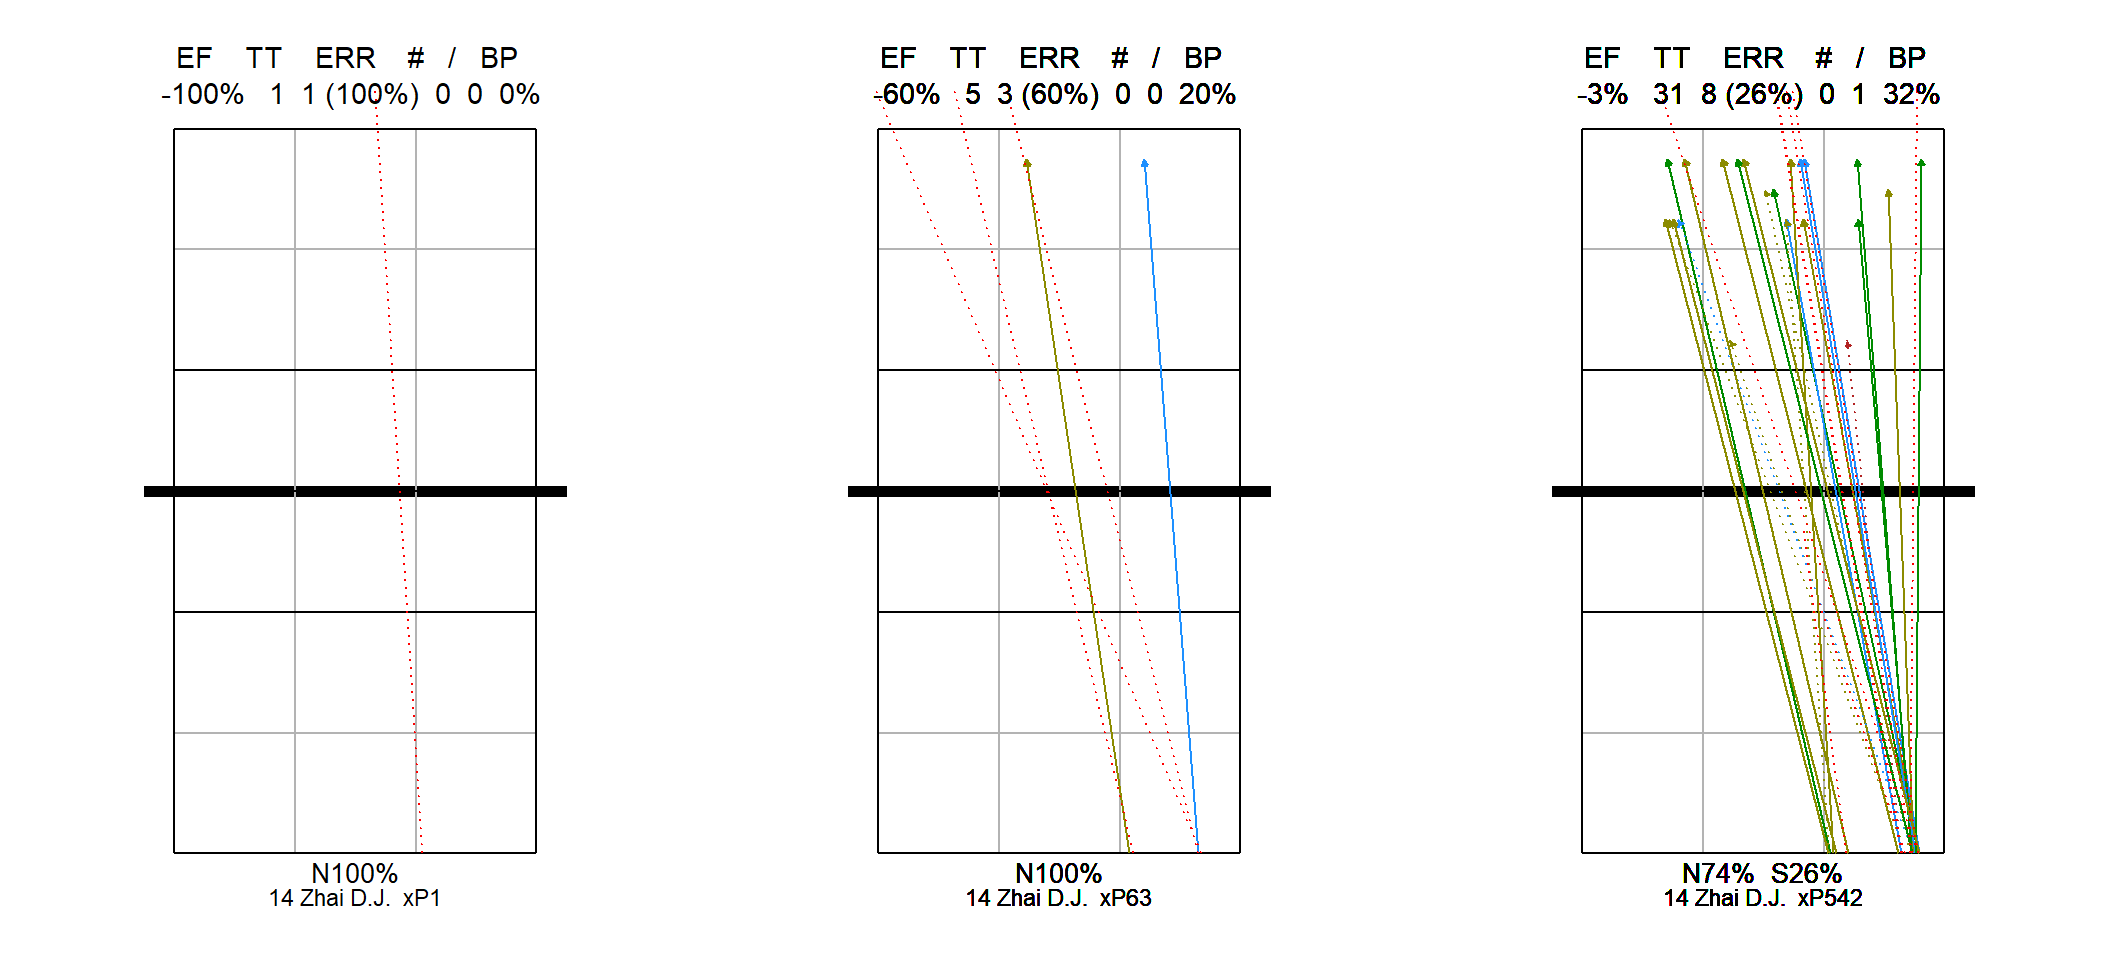 EF TT ERR # / BP
-100% 1 1 (100%) 0 0 0%
N100%
14 Zhai D.J. xP1
EF TT ERR # / BP
-60% 5 3 (60%) 0 0 20%
N100%
14 Zhai D.J. xP63
EF TT ERR # / BP
-3% 31 8 (26%) 0 1 32%
N74% S26%
14 Zhai D.J. xP542